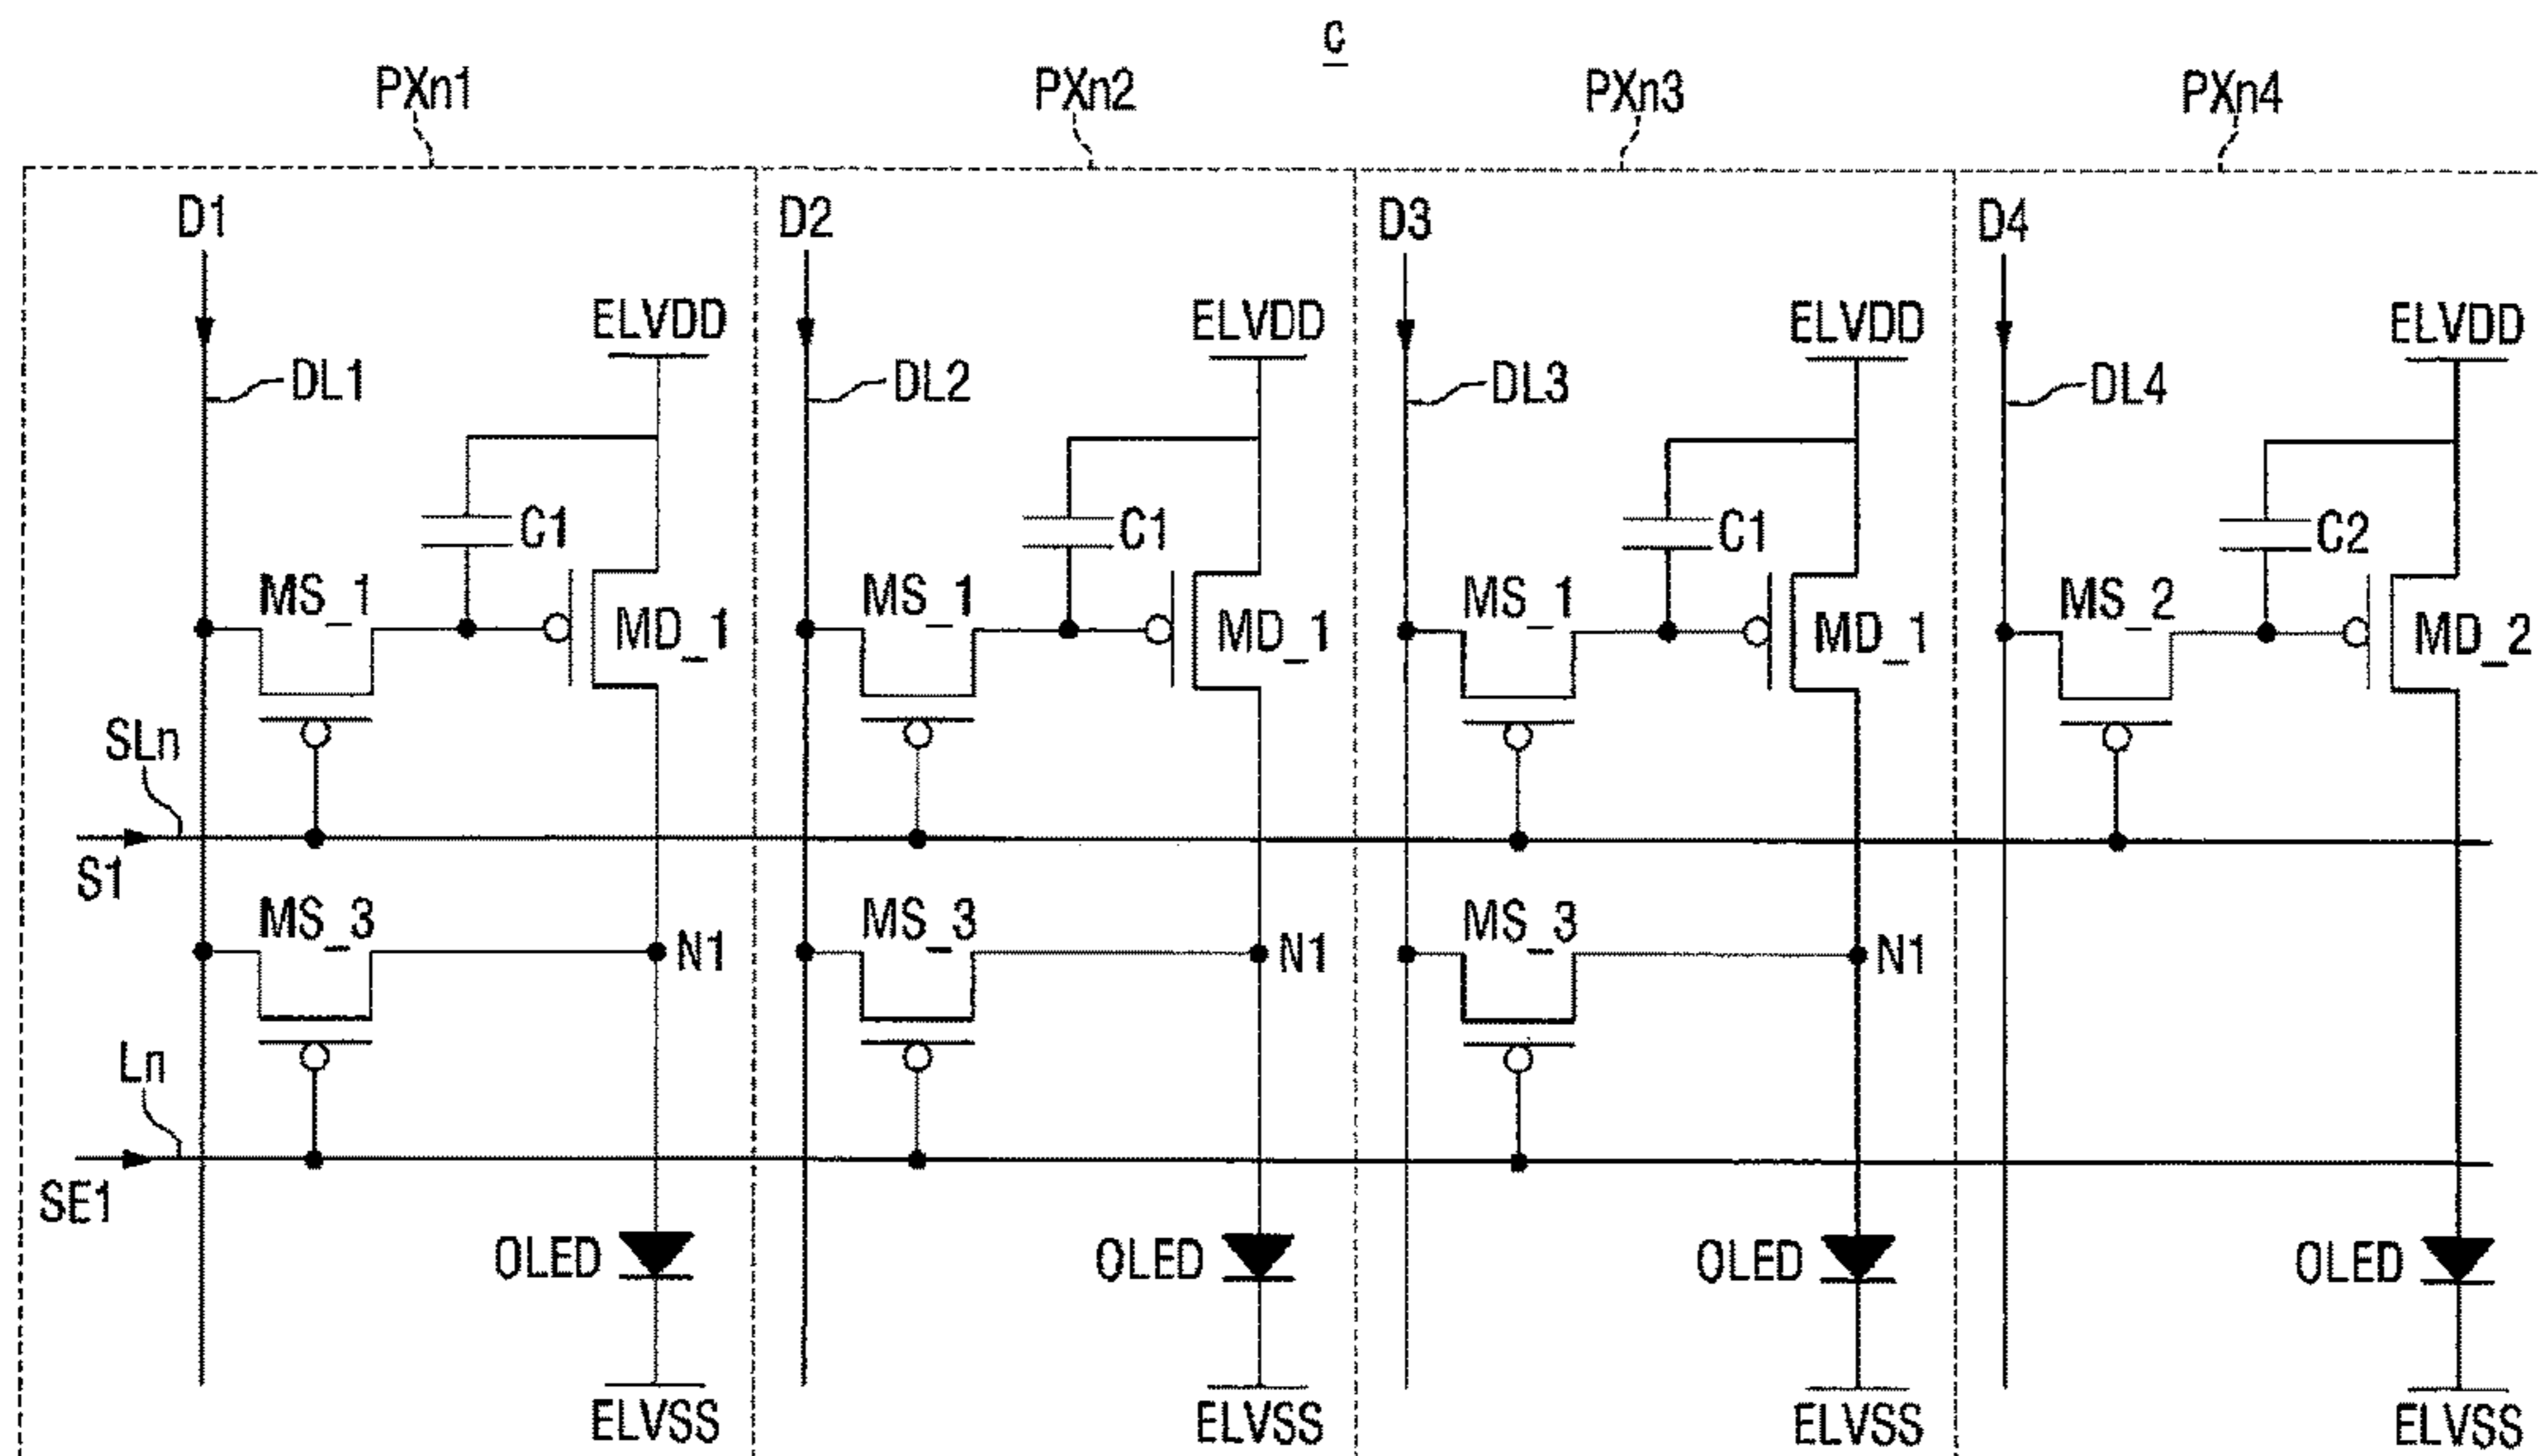 c
PXn1 PXn2 PXn3 PXn4
D1 D2 D3 D4
ELVDD ELVDD ELVDD ELVDD
DL1 DL2 DL3 DL4
C1 C1 C1 C2
MS_1 MS_1 MS_1 MS_2
MD_1 MD_1 MD_1 MD_2
SLn
S1
MS_3 MS_3 MS_3
N1 N1 N1
Ln
SE1
OLED OLED OLED OLED
ELVSS ELVSS ELVSS ELVSS